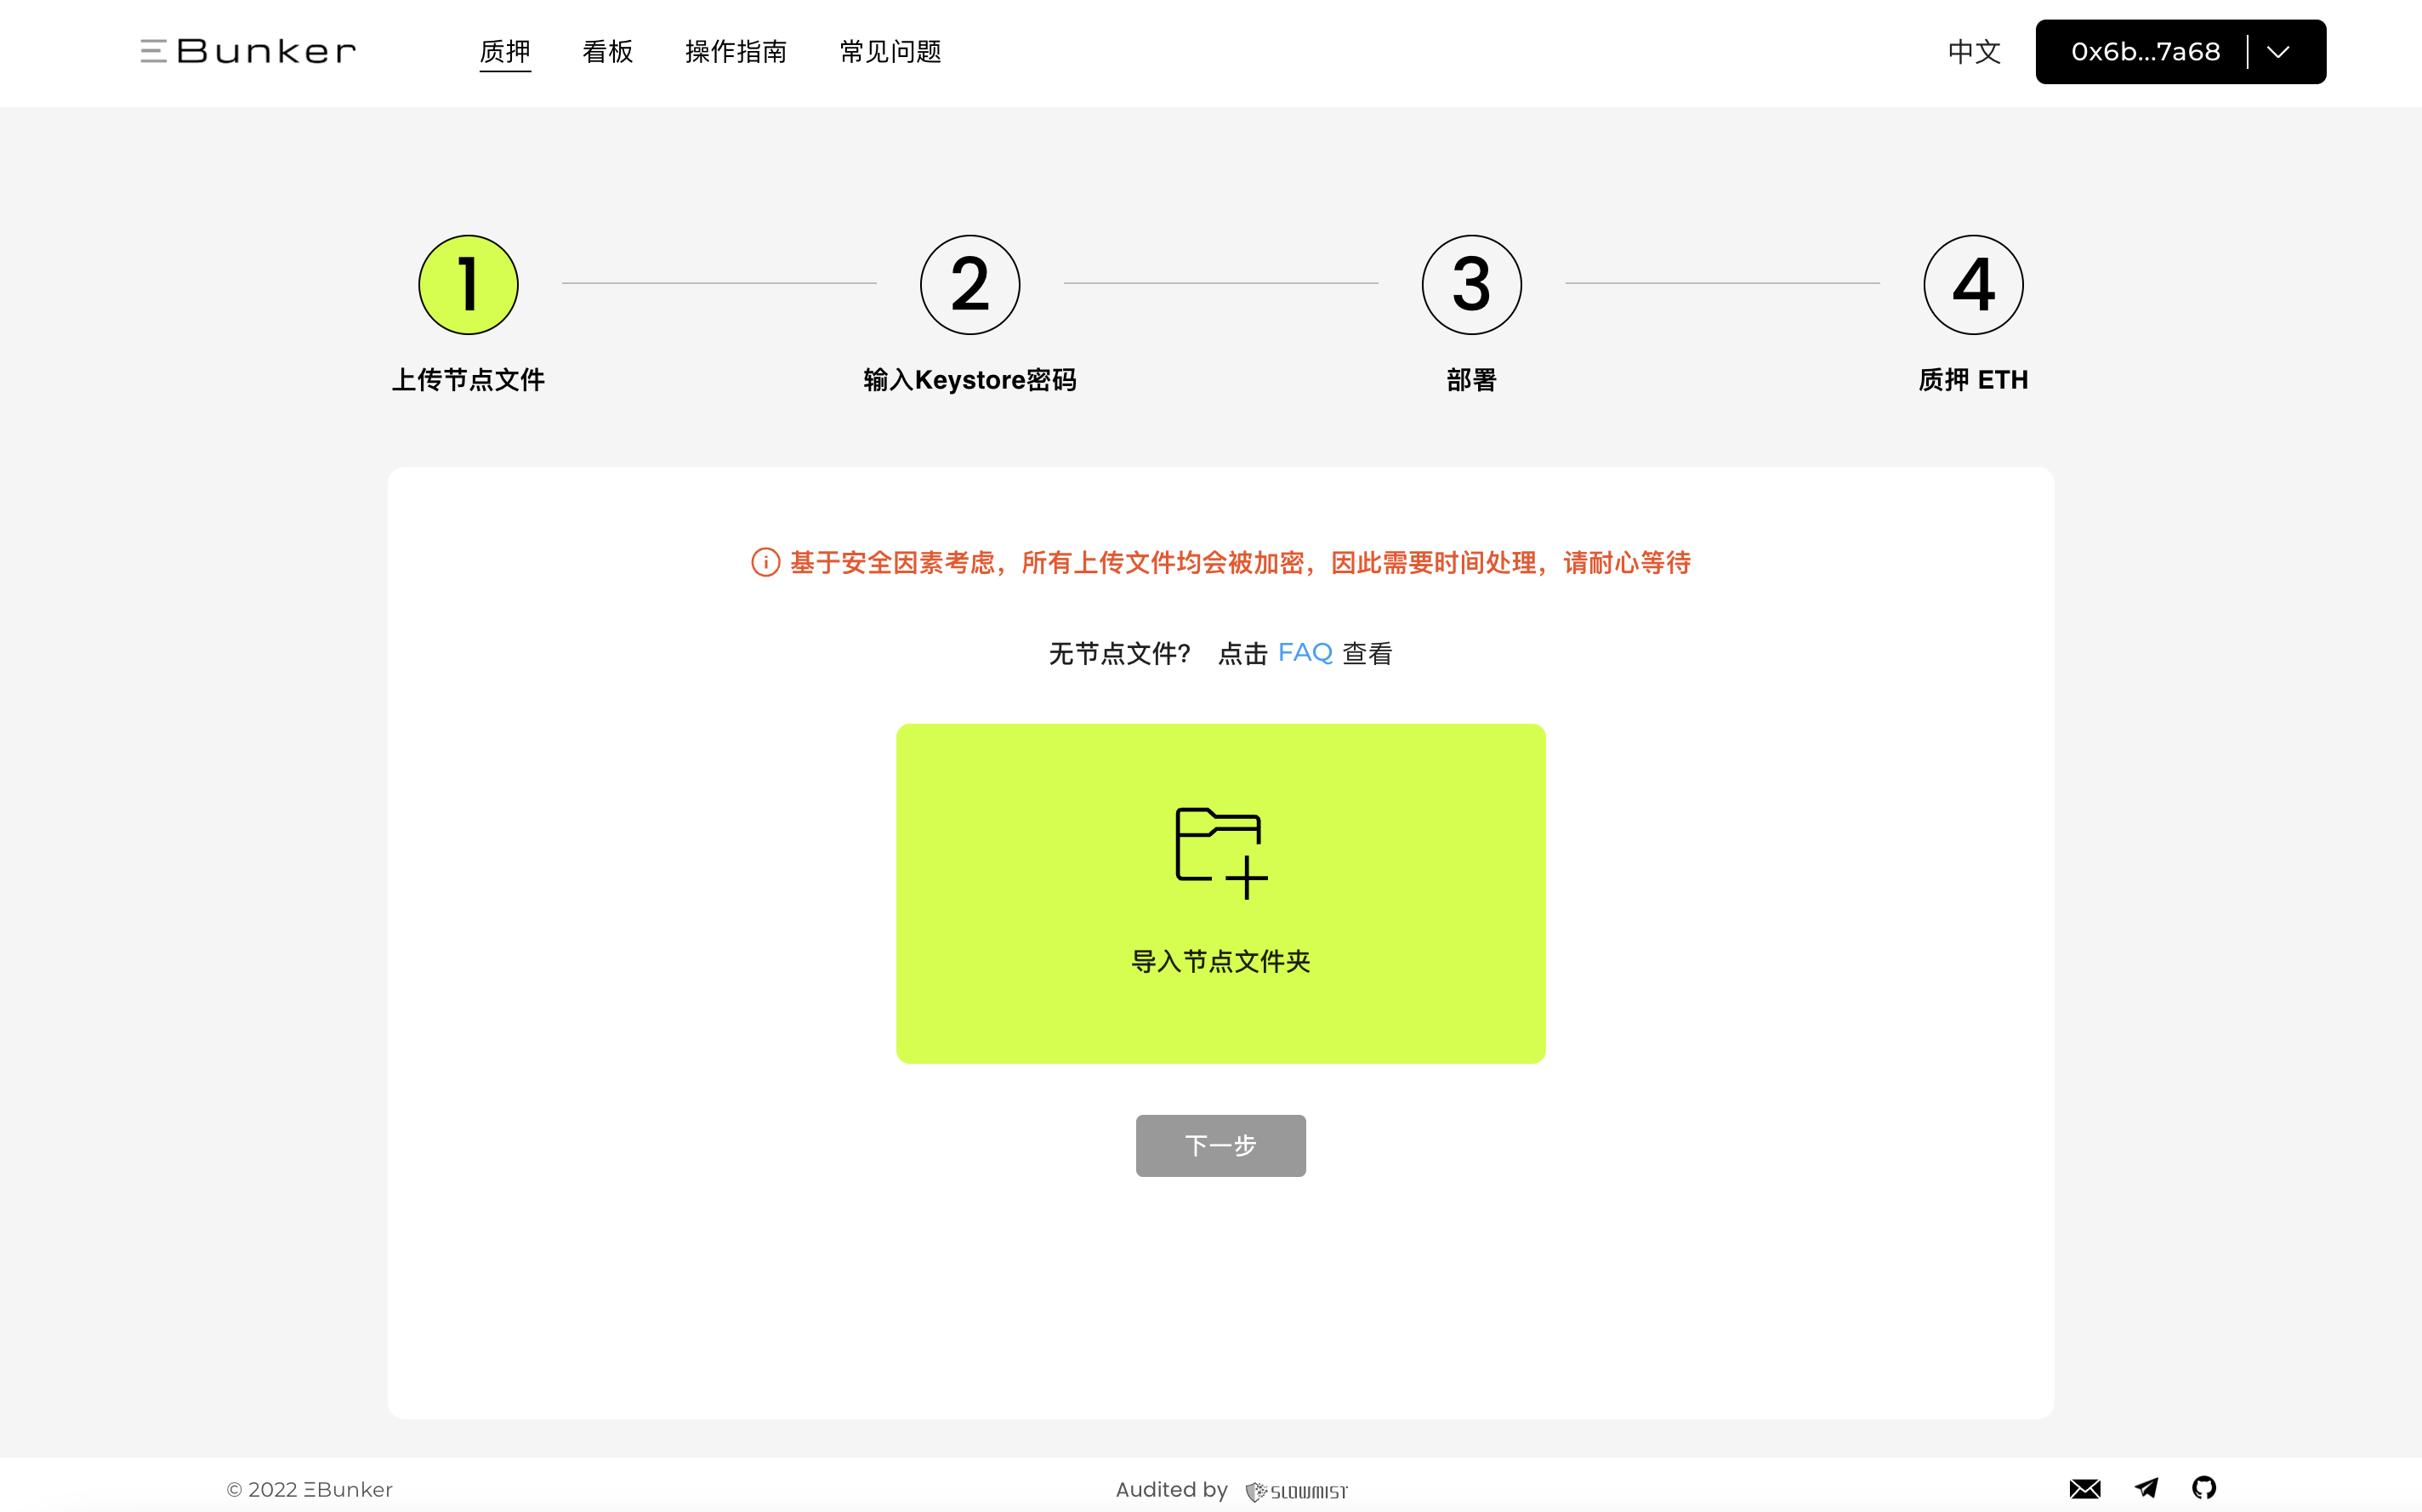 ΞBunker 质押 看板 操作指南 常见问题 中文 0x6b...7a68
1 2 3 4
上传节点文件 输入Keystore密码 部署 质押 ETH
基于安全因素考虑，所有上传文件均会被加密，因此需要时间处理，请耐心等待
无节点文件？ 点击 FAQ 查看
导入节点文件夹
下一步
© 2022 ΞBunker Audited by SLOWMIST